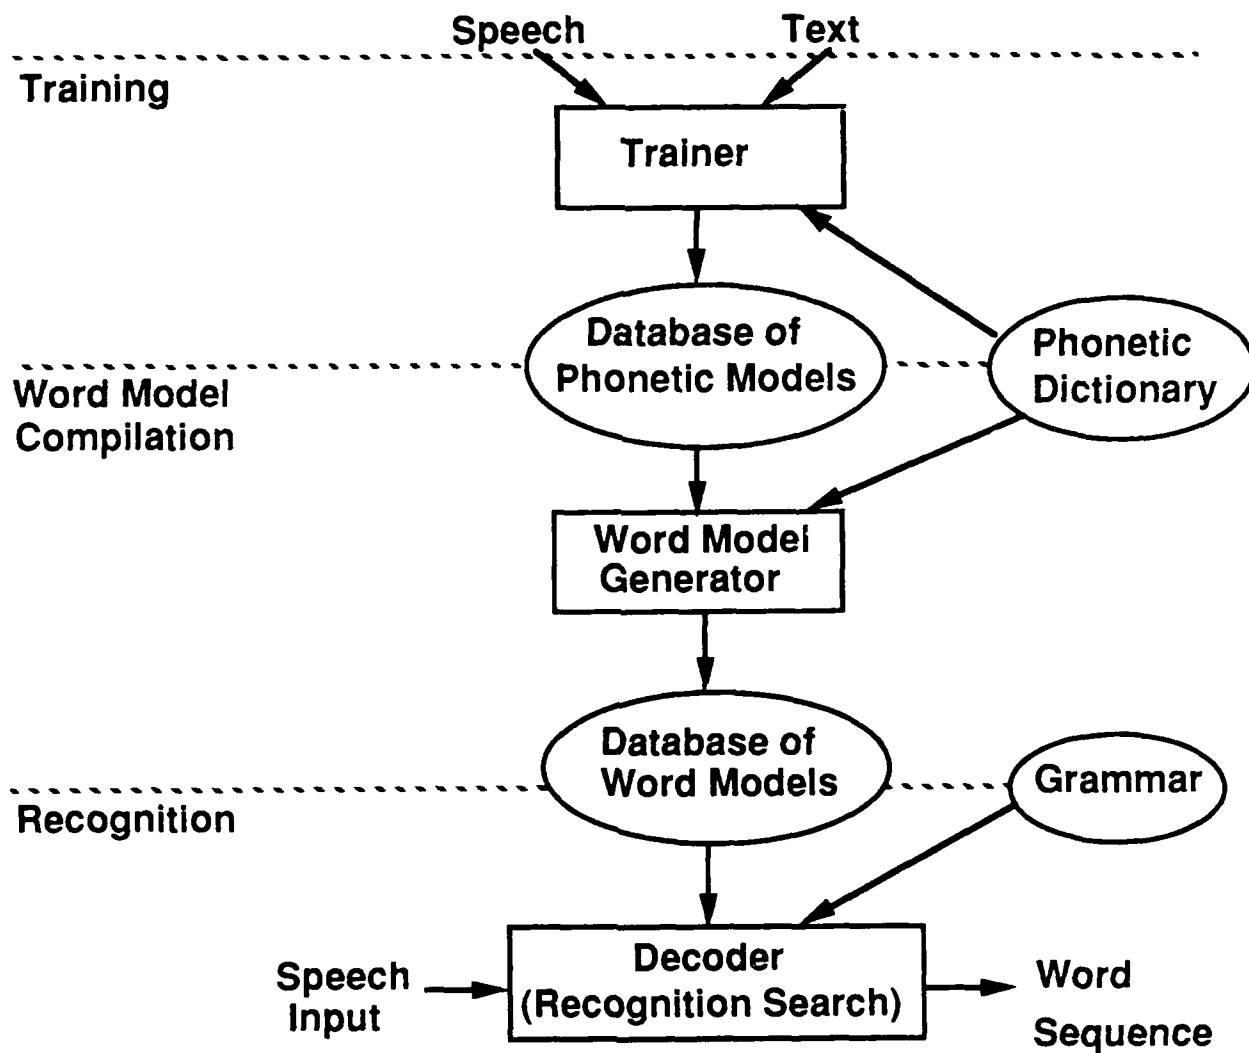 Speech
Text
Training
Trainer
Database of
Phonetic Models
Phonetic
Dictionary
Word Model
Compilation
Word Model
Generator
Database of
Word Models
Grammar
Recognition
Decoder
(Recognition Search)
Speech
Input
Word
Sequence